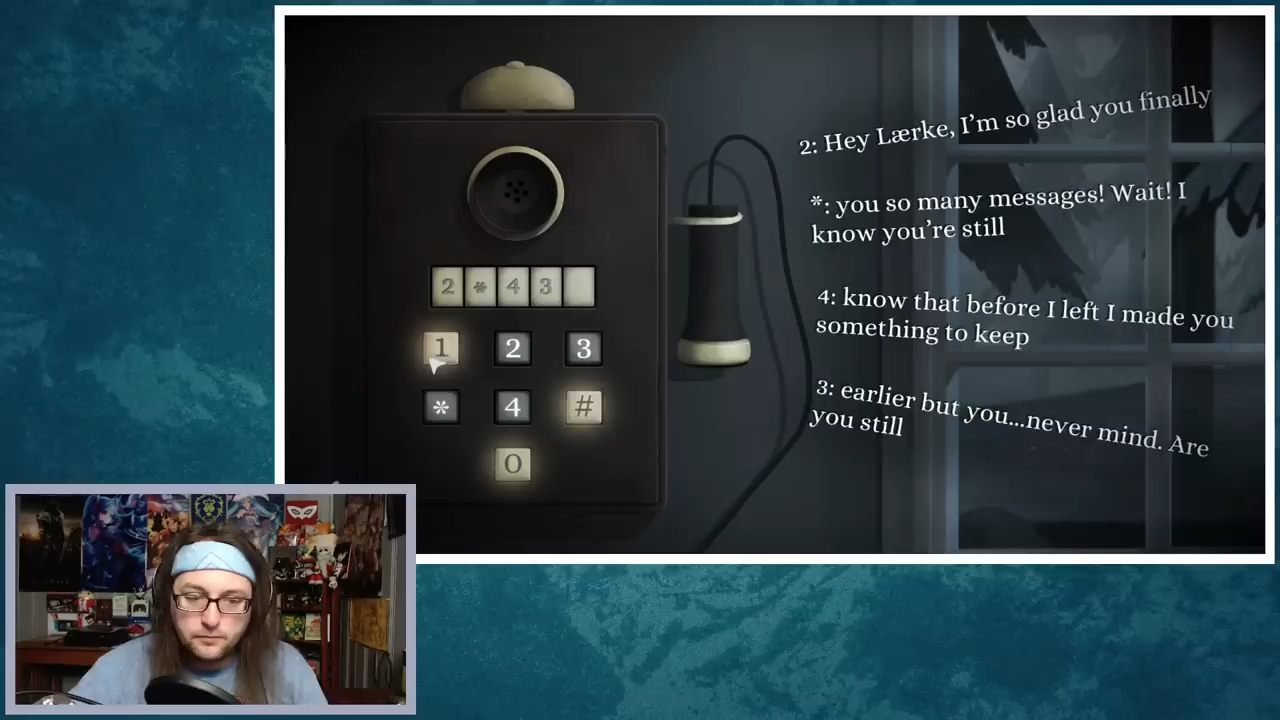 2: Hey Lærke, I'm so glad you finally
*: you so many messages! Wait! I
know you're still
4: know that before I left I made you
something to keep
3: earlier but you...never mind. Are
you still
2 * 4 3
1 2 3
* 4 #
0